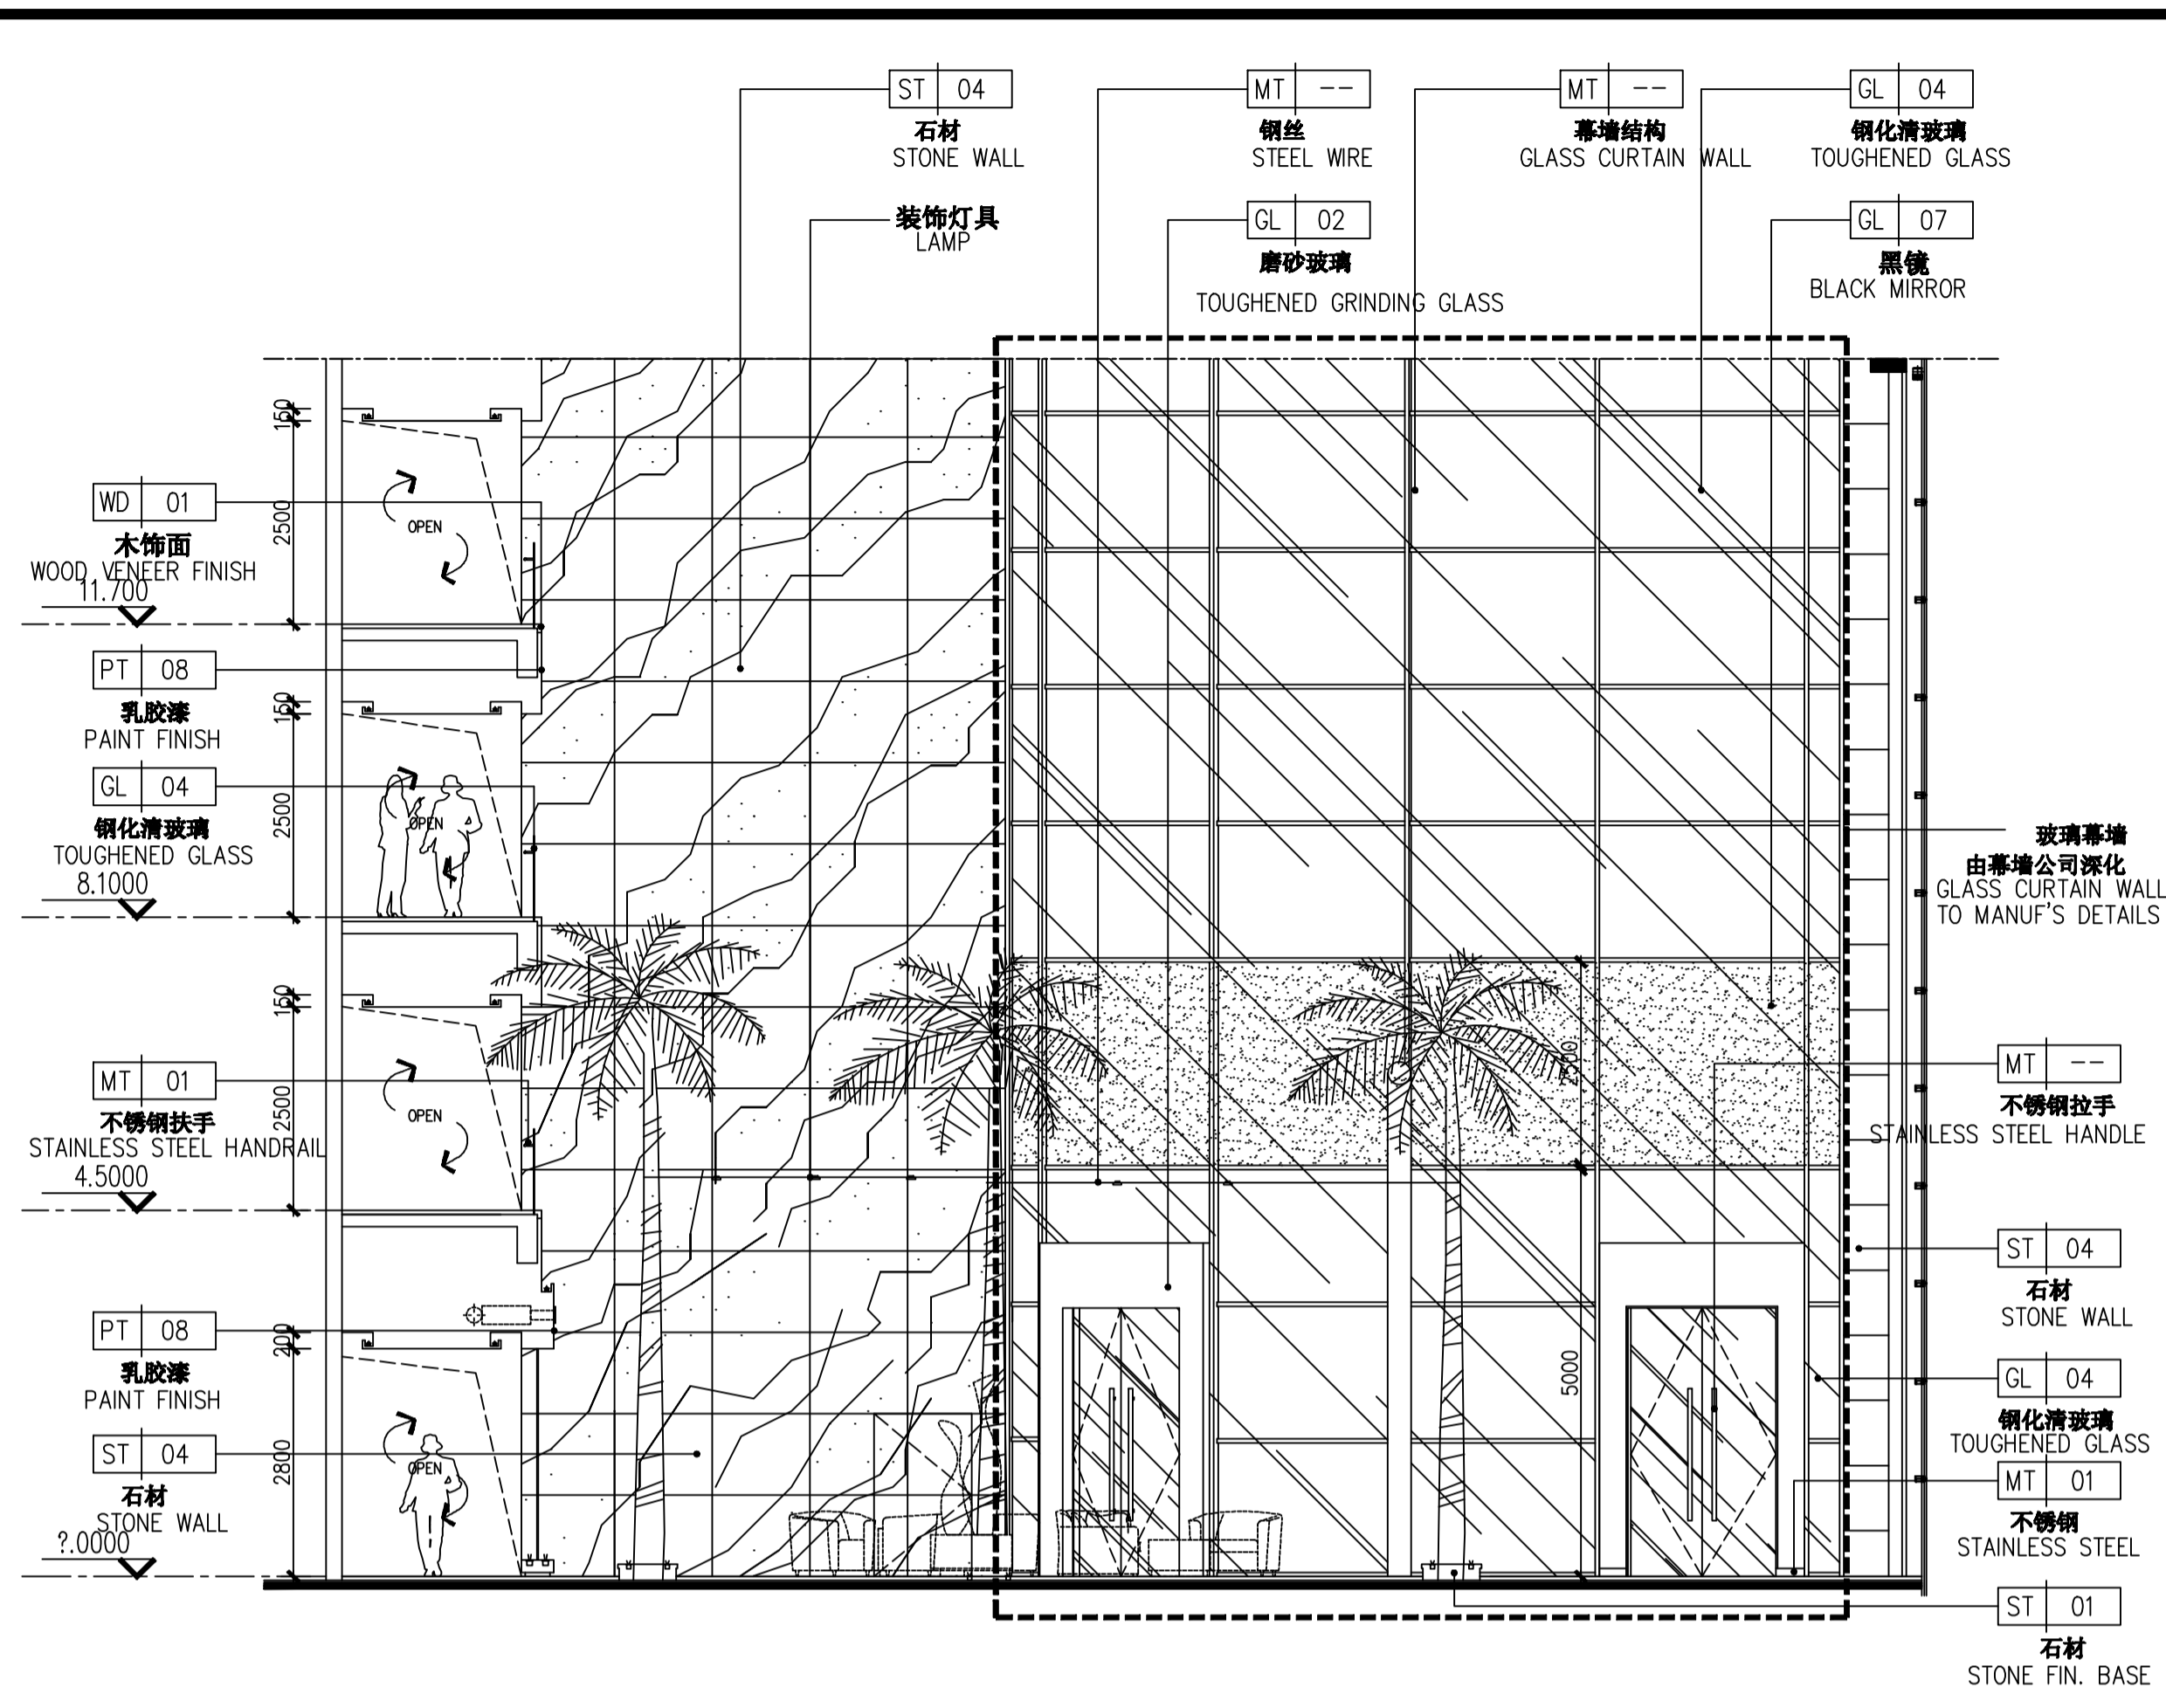 ST 04
石材
STONE WALL
MT --
钢丝
STEEL WIRE
MT --
幕墙结构
GLASS CURTAIN WALL
GL 04
钢化清玻璃
TOUGHENED GLASS
装饰灯具
LAMP
GL 02
磨砂玻璃
TOUGHENED GRINDING GLASS
GL 07
黑镜
BLACK MIRROR
150
2500
WD 01
木饰面
WOOD VENEER FINISH
11.700
OPEN
PT 08
乳胶漆
PAINT FINISH
150
2500
GL 04
钢化清玻璃
TOUGHENED GLASS
8.1000
OPEN
150
2500
MT 01
不锈钢扶手
STAINLESS STEEL HANDRAIL
4.5000
OPEN
PT 08
乳胶漆
PAINT FINISH
200
2800
ST 04
石材
STONE WALL
?.0000
OPEN
5000
玻璃幕墙
由幕墙公司深化
GLASS CURTAIN WALL
TO MANUF'S DETAILS
MT --
不锈钢拉手
STAINLESS STEEL HANDLE
ST 04
石材
STONE WALL
GL 04
钢化清玻璃
TOUGHENED GLASS
MT 01
不锈钢
STAINLESS STEEL
ST 01
石材
STONE FIN. BASE